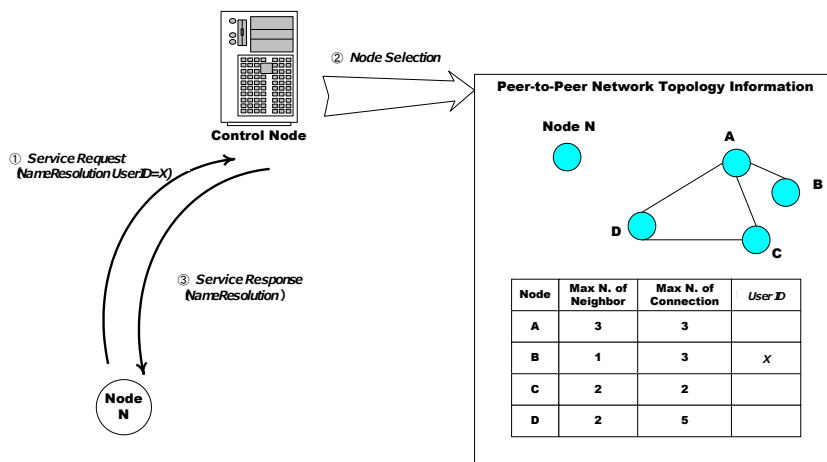 ② Node Selection
Control Node
① Service Request
(NameResolution UserID=X)
③ Service Response
(NameResolution)
Node
N
Peer-to-Peer Network Topology Information
Node N
A
B
D
C
Node Max N. of Neighbor Max N. of Connection User ID
A 3 3
B 1 3 X
C 2 2
D 2 5